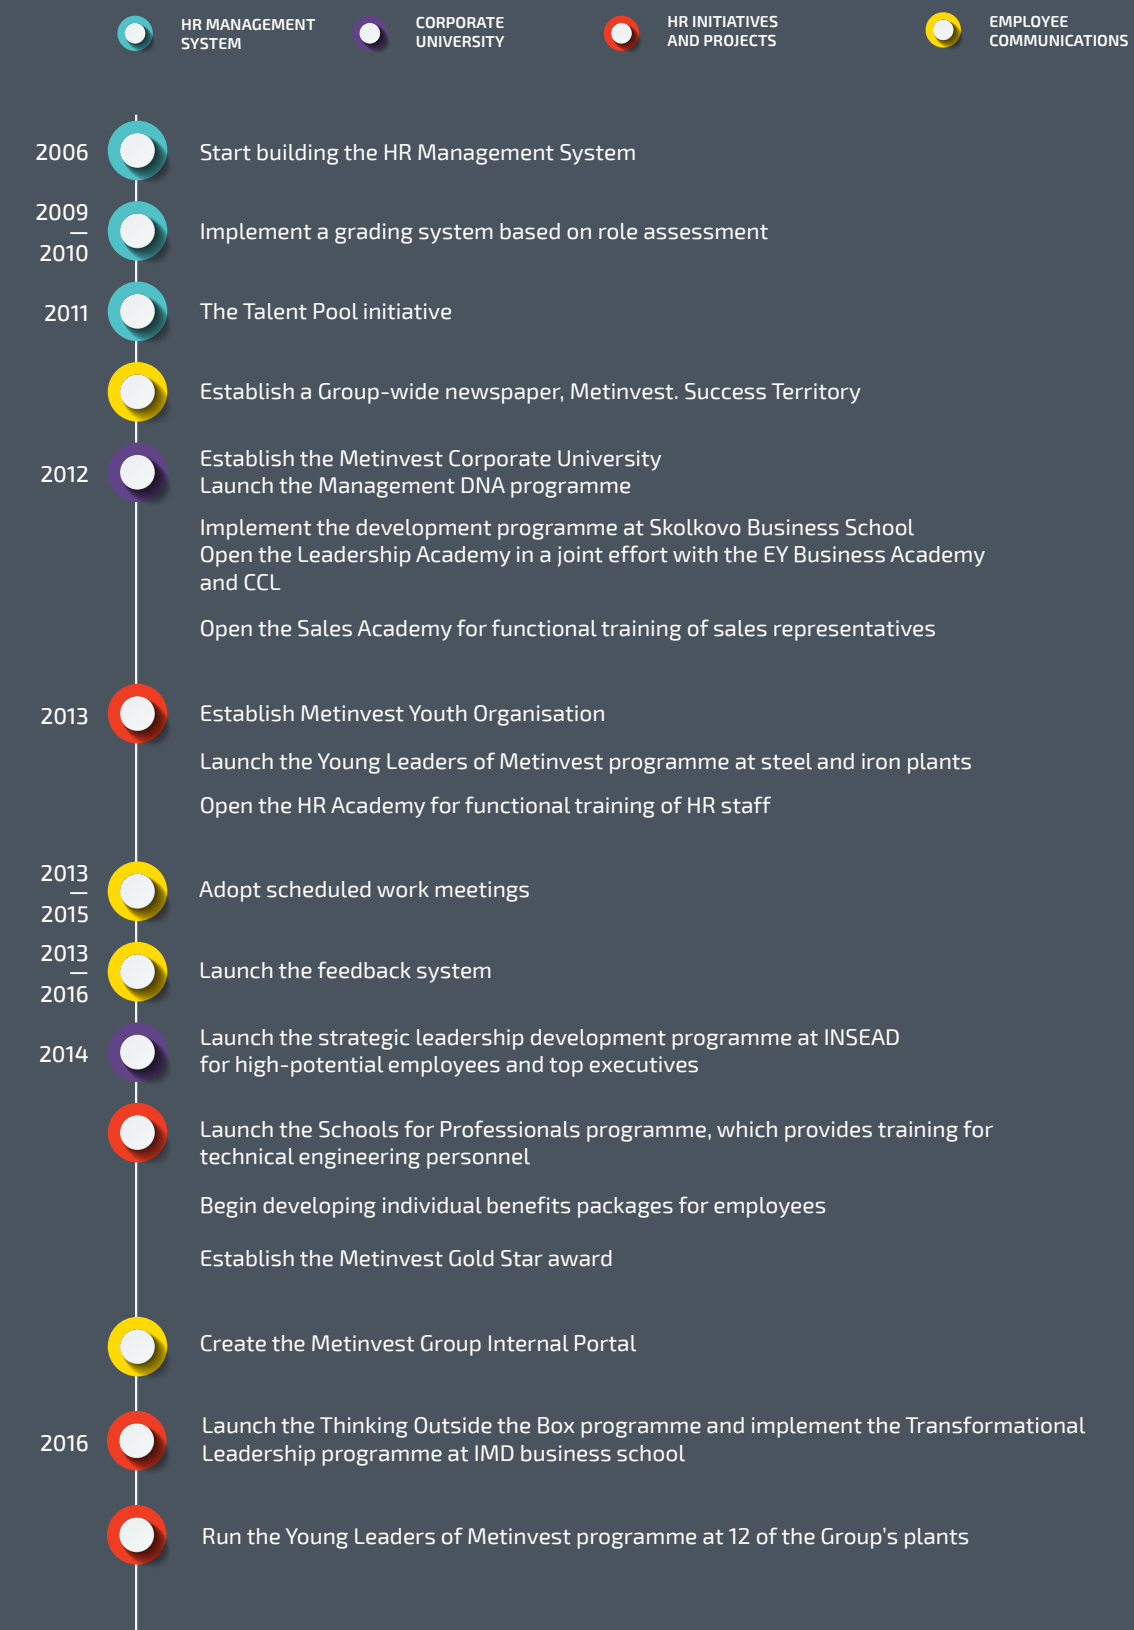 HR MANAGEMENT
SYSTEM
CORPORATE
UNIVERSITY
HR INITIATIVES
AND PROJECTS
EMPLOYEE
COMMUNICATIONS
2006
Start building the HR Management System
2009
—
2010
Implement a grading system based on role assessment
2011
The Talent Pool initiative
Establish a Group-wide newspaper, Metinvest. Success Territory
2012
Establish the Metinvest Corporate University
Launch the Management DNA programme
Implement the development programme at Skolkovo Business School
Open the Leadership Academy in a joint effort with the EY Business Academy
and CCL
Open the Sales Academy for functional training of sales representatives
2013
Establish Metinvest Youth Organisation
Launch the Young Leaders of Metinvest programme at steel and iron plants
Open the HR Academy for functional training of HR staff
2013
—
2015
Adopt scheduled work meetings
2013
—
2016
Launch the feedback system
2014
Launch the strategic leadership development programme at INSEAD
for high-potential employees and top executives
Launch the Schools for Professionals programme, which provides training for
technical engineering personnel
Begin developing individual benefits packages for employees
Establish the Metinvest Gold Star award
Create the Metinvest Group Internal Portal
2016
Launch the Thinking Outside the Box programme and implement the Transformational
Leadership programme at IMD business school
Run the Young Leaders of Metinvest programme at 12 of the Group's plants